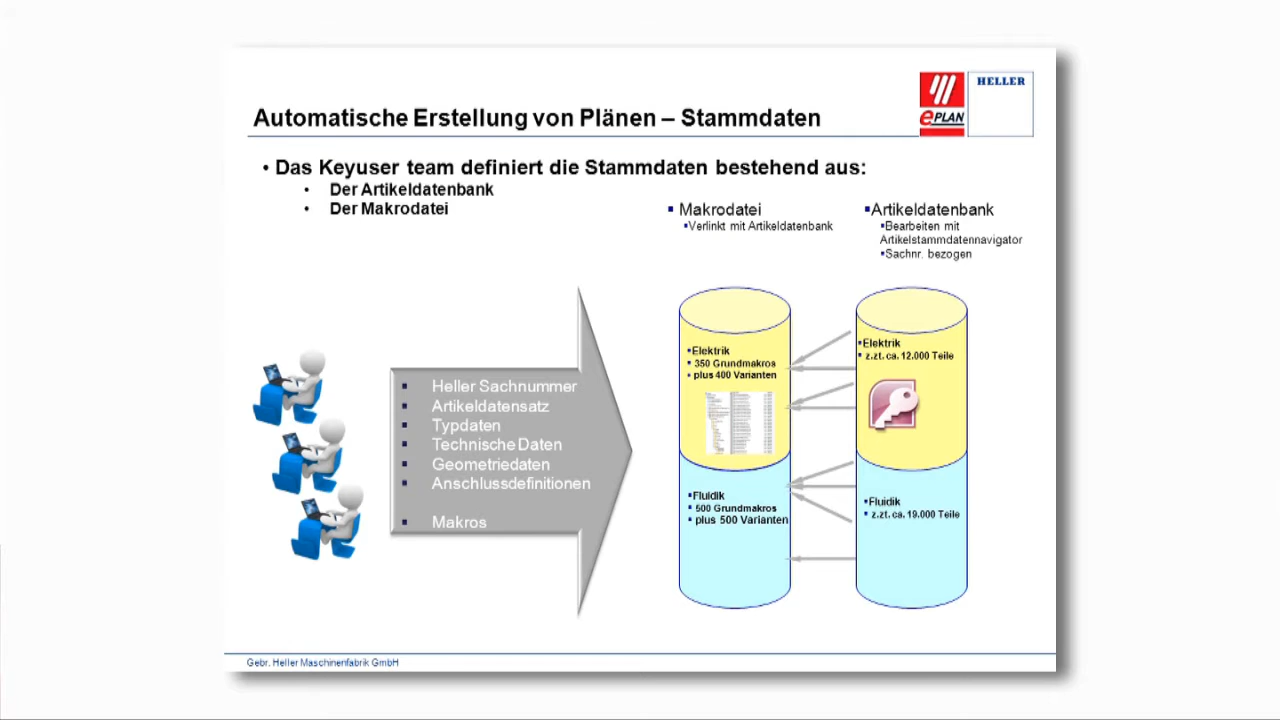 HELLER
ePLAN
Automatische Erstellung von Plänen – Stammdaten
• Das Keyuser team definiert die Stammdaten bestehend aus:
• Der Artikeldatenbank
• Der Makrodatei
▪ Makrodatei
▪Verlinkt mit Artikeldatenbank
▪Artikeldatenbank
▪Bearbeiten mit
Artikelstammdatennavigator
▪Sachnr. bezogen
▪ Heller Sachnummer
▪ Artikeldatensatz
▪ Typdaten
▪ Technische Daten
▪ Geometriedaten
▪ Anschlussdefinitionen
▪ Makros
▪Elektrik
▪ 350 Grundmakros
▪ plus 400 Varianten
▪Fluidik
▪ 500 Grundmakros
▪ plus 500 Varianten
▪Elektrik
▪ z.zt. ca. 12.000 Teile
▪Fluidik
▪ z.zt. ca. 19.000 Teile
Gebr. Heller Maschinenfabrik GmbH